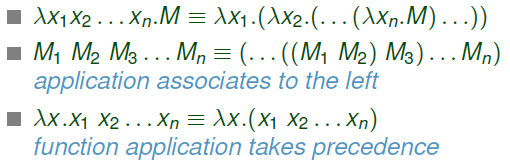 ■ λx₁x₂ . . . xₙ.M ≡ λx₁.(λx₂.(. . . (λxₙ.M) . . .))
■ M₁ M₂ M₃ . . . Mₙ ≡ (. . . ((M₁ M₂) M₃) . . . Mₙ)
application associates to the left
■ λx.x₁ x₂ . . . xₙ ≡ λx.(x₁ x₂ . . . xₙ)
function application takes precedence